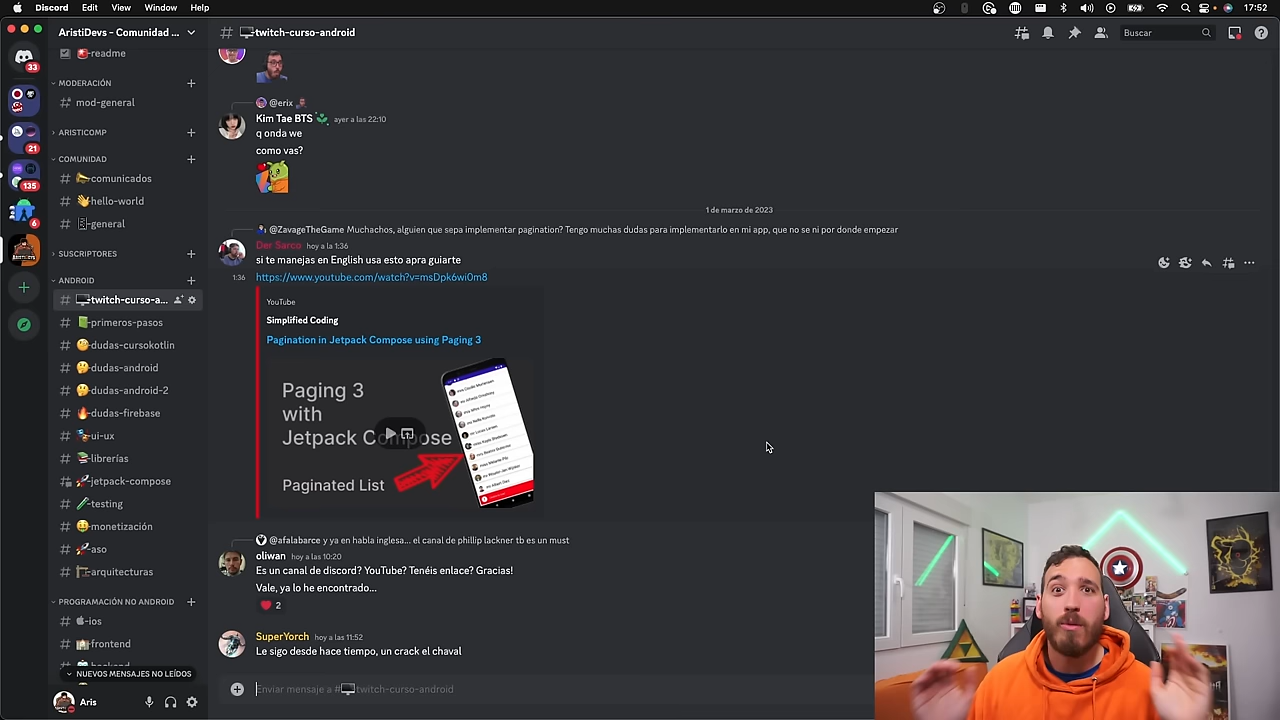 Discord Edit View Window Help
17:52
AristiDevs - Comunidad ...
readme
MODERACIÓN
mod-general
ARISTICOMP
COMUNIDAD
comunicados
hello-world
general
SUSCRIPTORES
ANDROID
twitch-curso-a...
primeros-pasos
dudas-cursokotlin
dudas-android
dudas-android-2
dudas-firebase
ui-ux
librerías
jetpack-compose
testing
monetización
aso
arquitecturas
PROGRAMACIÓN NO ANDROID
ios
frontend
backend
NUEVOS MENSAJES NO LEÍDOS
Aris
33
21
135
6
twitch-curso-android
Buscar
@erix
Kim Tae BTS ayer a las 22:10
q onda we
como vas?
1 de marzo de 2023
@ZavageTheGame Muchachos, alguien que sepa implementar pagination? Tengo muchas dudas para implementarlo en mi app, que no se ni por donde empezar
Der Sarco hoy a la 1:36
si te manejas en English usa esto apra guiarte
1:36 https://www.youtube.com/watch?v=msDpk6wi0m8
YouTube
Simplified Coding
Pagination in Jetpack Compose using Paging 3
Paging 3
with
Jetpack Compose
Paginated List
@afalabarce y ya en habla inglesa... el canal de phillip lackner tb es un must
oliwan hoy a las 10:20
Es un canal de discord? YouTube? Tenéis enlace? Gracias!
Vale, ya lo he encontrado...
2
SuperYorch hoy a las 11:52
Le sigo desde hace tiempo, un crack el chaval
Enviar mensaje a #twitch-curso-android